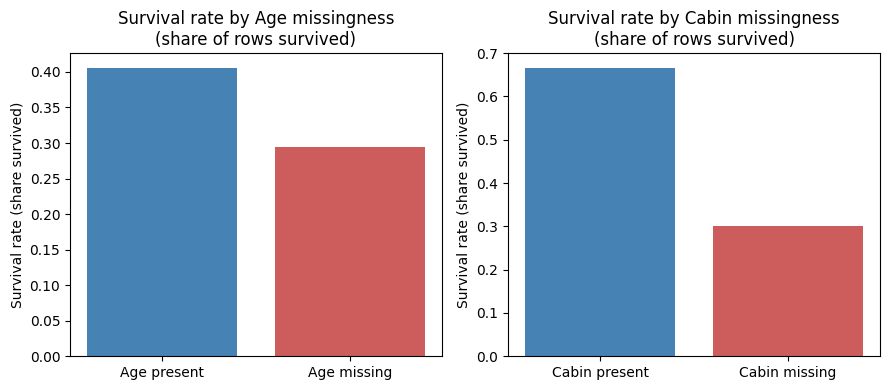 Survival rate by Age missingness
(share of rows survived)
Survival rate (share survived)
0.40
0.35
0.30
0.25
0.20
0.15
0.10
0.05
0.00
Age present
Age missing
Survival rate by Cabin missingness
(share of rows survived)
Survival rate (share survived)
0.7
0.6
0.5
0.4
0.3
0.2
0.1
0.0
Cabin present
Cabin missing